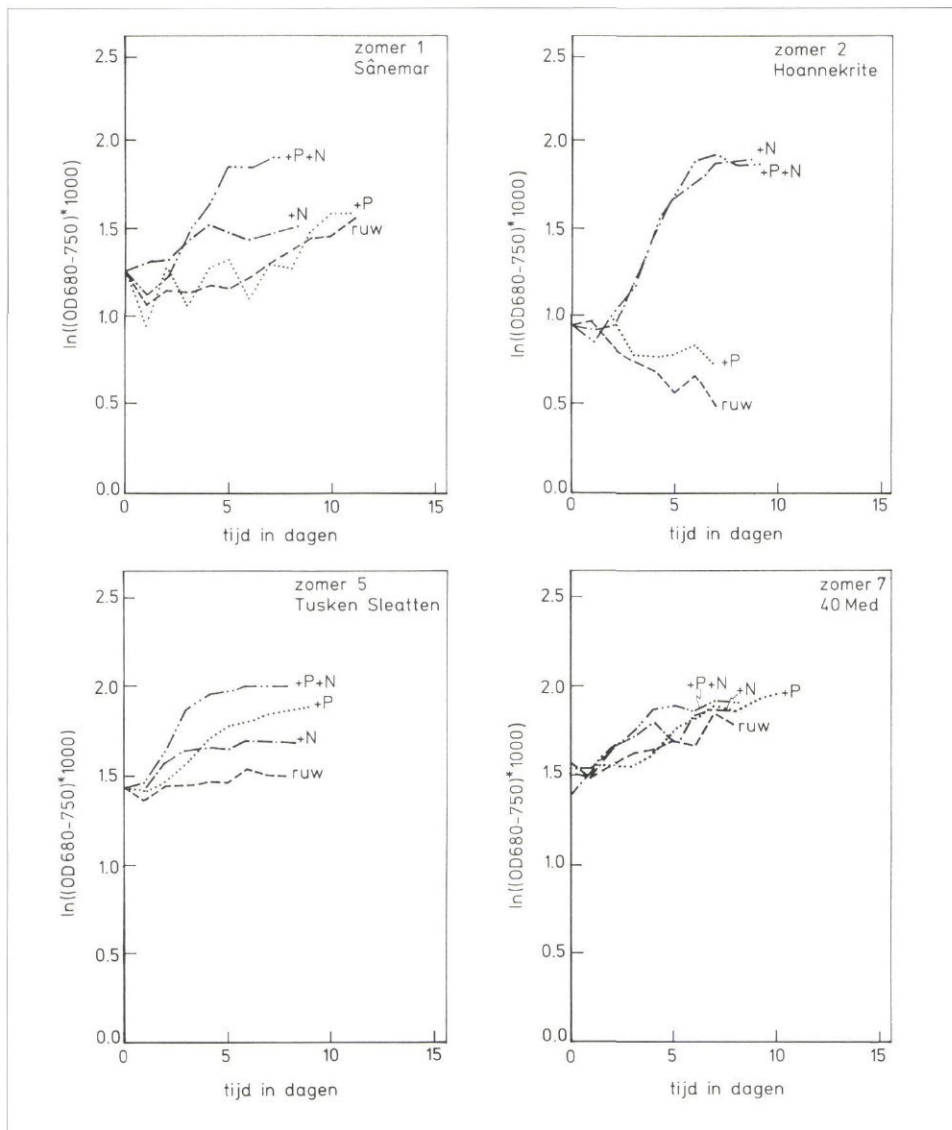 zomer 1
Sânemar
2.5
2.0
1.5
1.0
0.5
0.0
ln((OD680-750)*1000)
+P+N
+N
+P
ruw
0
5
10
15
tijd in dagen
zomer 2
Hoannekrite
2.5
2.0
1.5
1.0
0.5
0.0
ln((OD680-750)*1000)
+N
+P+N
+P
ruw
0
5
10
15
tijd in dagen
zomer 5
Tusken Sleatten
2.5
2.0
1.5
1.0
0.5
0.0
ln((OD680-750)*1000)
+P+N
+P
+N
ruw
0
5
10
15
tijd in dagen
zomer 7
40 Med
2.5
2.0
1.5
1.0
0.5
0.0
ln((OD680-750)*1000)
+P+N
+N
+P
ruw
0
5
10
15
tijd in dagen